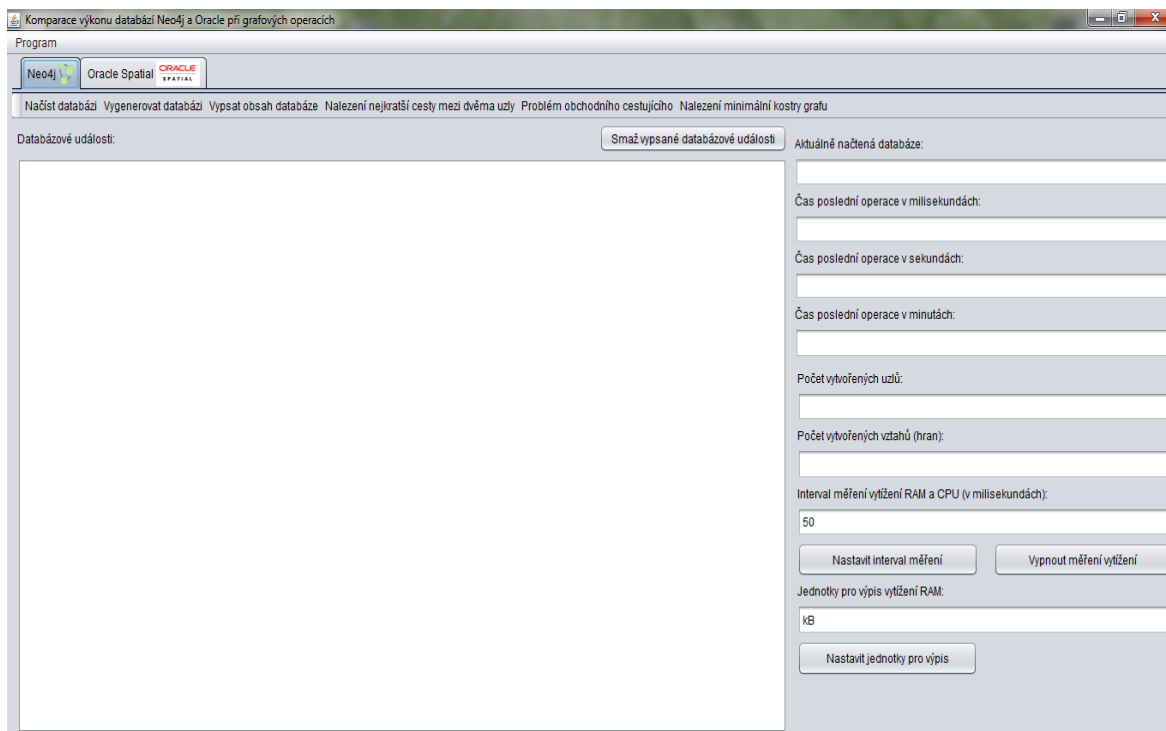 Komparace výkonu databází Neo4j a Oracle při grafových operacích
Program
Neo4j
Oracle Spatial
ORACLE
SPATIAL
Načíst databázi Vygenerovat databázi Vypsat obsah databáze Nalezení nejkratší cesty mezi dvěma uzly Problém obchodního cestujícího Nalezení minimální kostry grafu
Databázové události:
Smaž vypsané databázové události
Aktuálně načtená databáze:
Čas poslední operace v milisekundách:
Čas poslední operace v sekundách:
Čas poslední operace v minutách:
Počet vytvořených uzlů:
Počet vytvořených vztahů (hran):
Interval měření vytížení RAM a CPU (v milisekundách):
50
Nastavit interval měření
Vypnout měření vytížení
Jednotky pro výpis vytížení RAM:
kB
Nastavit jednotky pro výpis